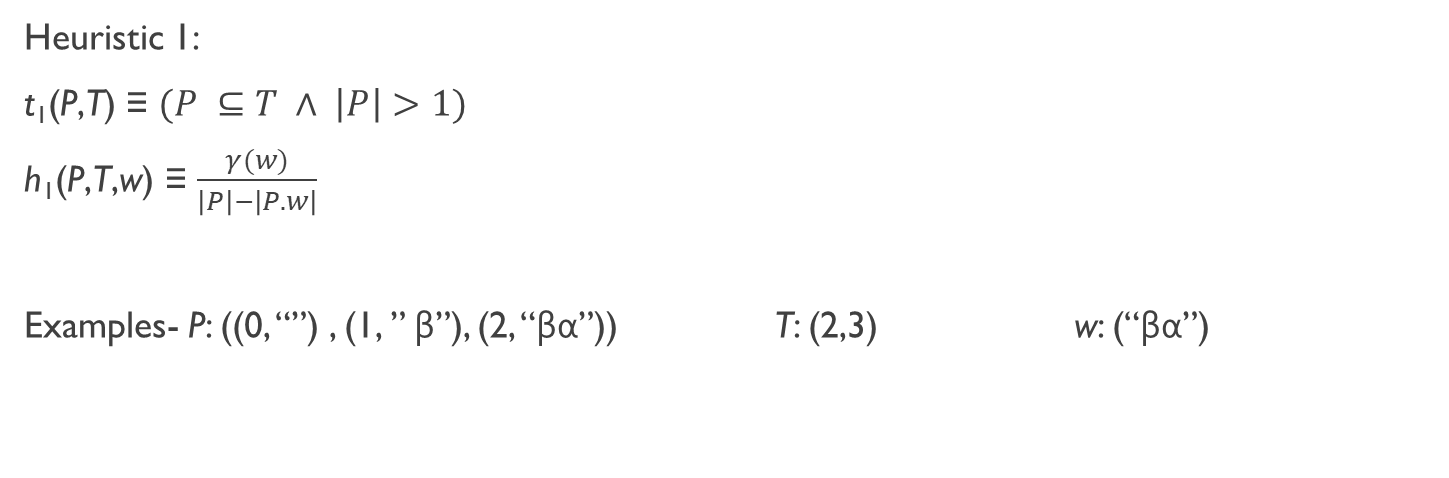 Heuristic 1:
t₁(P,T) ≡ (P ⊆ T ∧ |P| > 1)
h₁(P,T,w) ≡ γ(w) / |P|−|P.w|
Examples- P: ((0, “”) , (1, ” β”), (2, “βα”)) T: (2,3) w: (“βα”)